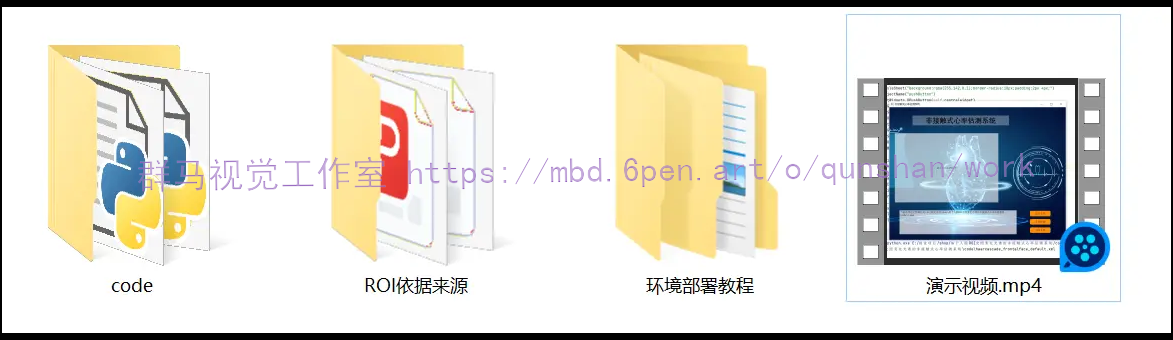 非接触式心率估测系统
群马视觉工作室 https://mbd.6pen.art/o/qunshan/work
code
ROI依据来源
环境部署教程
演示视频.mp4